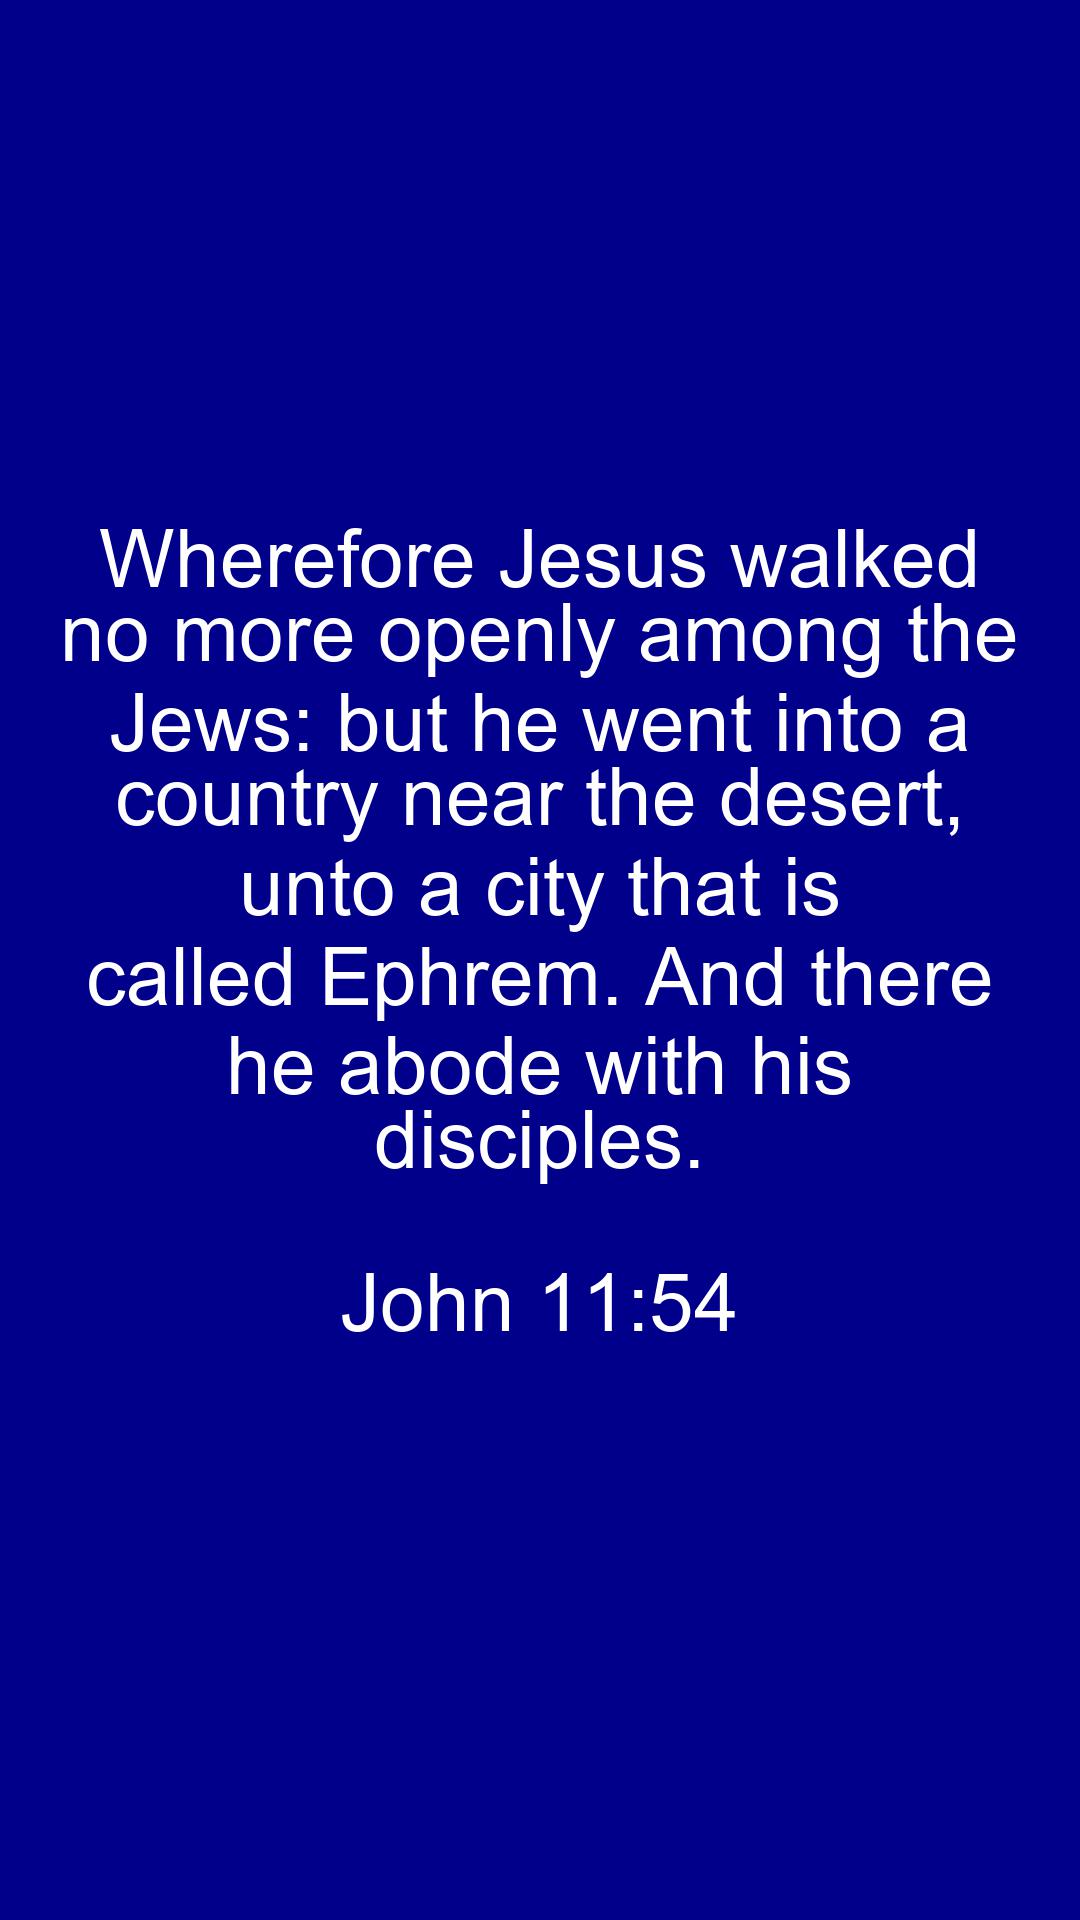 Wherefore Jesus walked
no more openly among the
Jews: but he went into a
country near the desert,
unto a city that is
called Ephrem. And there
he abode with his
disciples.
John 11:54